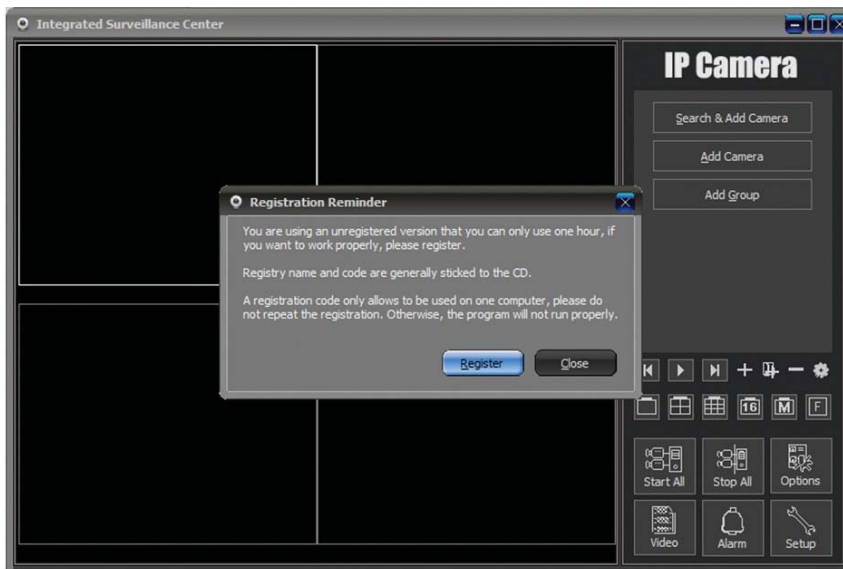 Integrated Surveillance Center
IP Camera
Search & Add Camera
Add Camera
Add Group
Registration Reminder
You are using an unregistered version that you can only use one hour, if
you want to work properly, please register.
Registry name and code are generally sticked to the CD.
A registration code only allows to be used on one computer, please do
not repeat the registration. Otherwise, the program will not run properly.
Register
Close
16
M
F
Start All
Stop All
Options
Video
Alarm
Setup